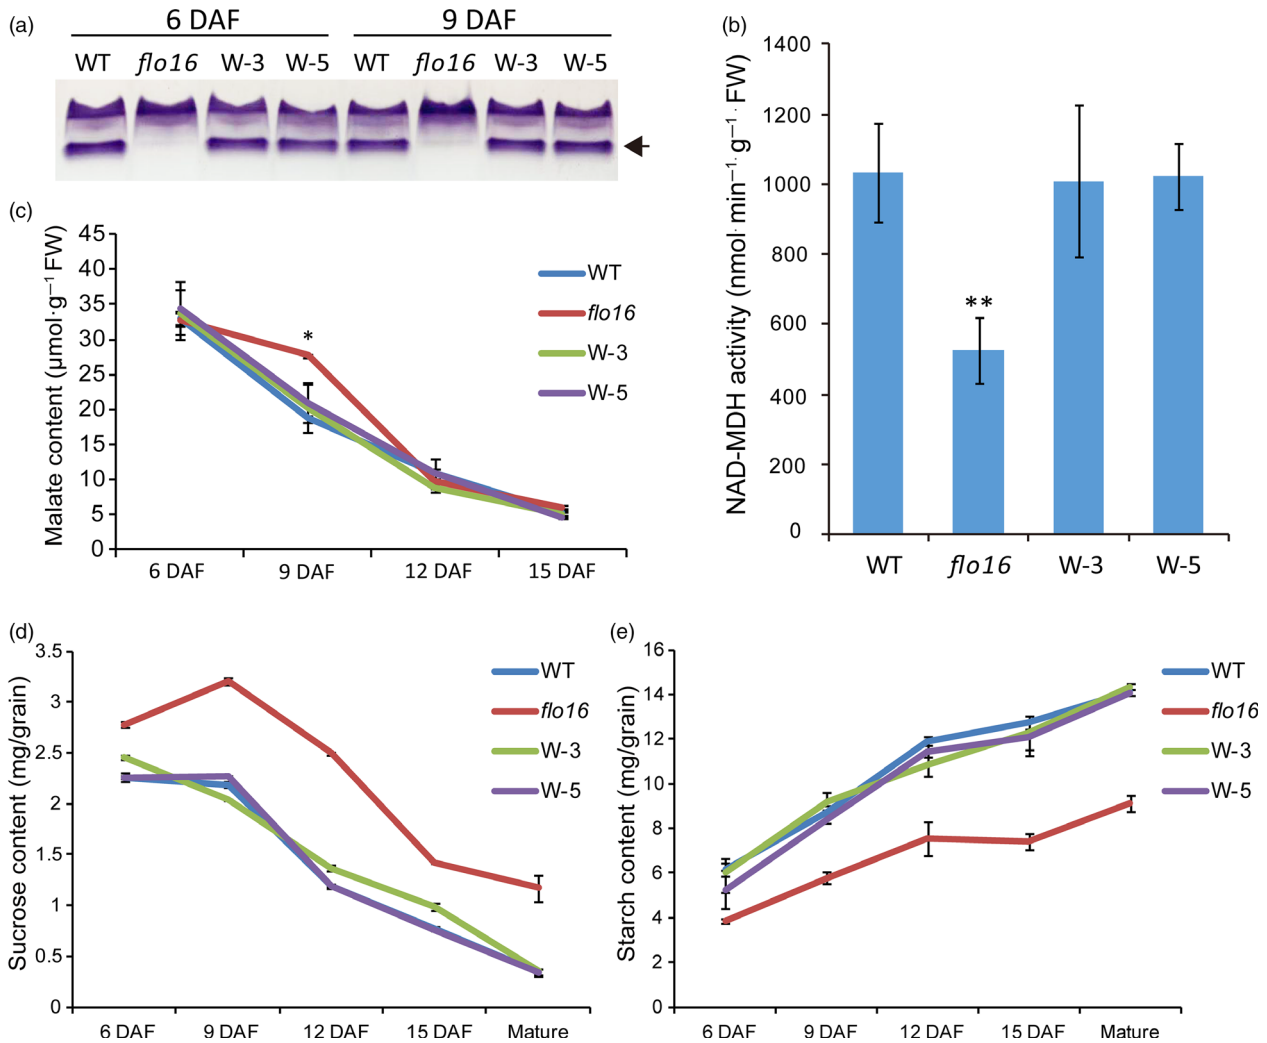 (a)
6 DAF 9 DAF
WT flo16 W-3 W-5 WT flo16 W-3 W-5
(b)
NAD-MDH activity (nmol·min⁻¹·g⁻¹·FW)
1400
1200
1000
800
600
400
200
0
**
WT flo16 W-3 W-5
(c)
Malate content (µmol·g⁻¹ FW)
45
40
35
30
25
20
15
10
5
0
*
WT
flo16
W-3
W-5
6 DAF 9 DAF 12 DAF 15 DAF
(d)
Sucrose content (mg/grain)
3.5
3
2.5
2
1.5
1
0.5
0
WT
flo16
W-3
W-5
6 DAF 9 DAF 12 DAF 15 DAF Mature
(e)
Starch content (mg/grain)
16
14
12
10
8
6
4
2
0
WT
flo16
W-3
W-5
6 DAF 9 DAF 12 DAF 15 DAF Mature